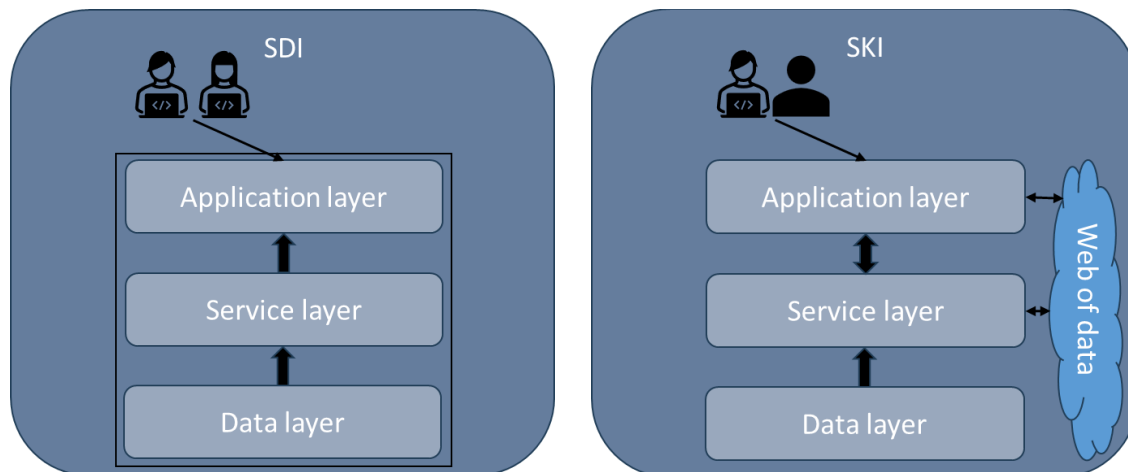 SDI
</>
</>
Application layer
Service layer
Data layer
SKI
</>
Application layer
Service layer
Data layer
Web of data